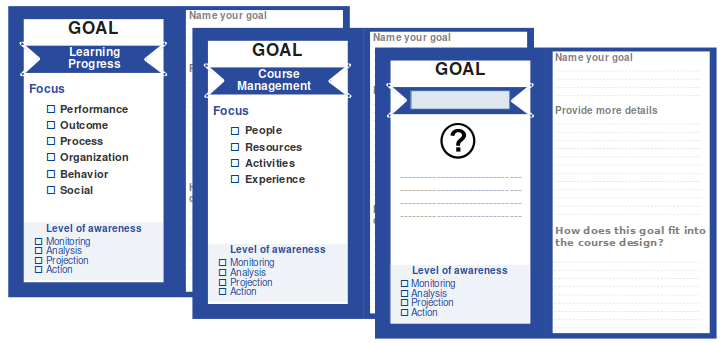 GOAL
Learning
Progress
Focus
Performance
Outcome
Process
Organization
Behavior
Social
Level of awareness
Monitoring
Analysis
Projection
Action
Name your goal
GOAL
Course
Management
Focus
People
Resources
Activities
Experience
Level of awareness
Monitoring
Analysis
Projection
Action
Name your goal
GOAL
?
Level of awareness
Monitoring
Analysis
Projection
Action
Name your goal
Provide more details
How does this goal fit into
the course design?